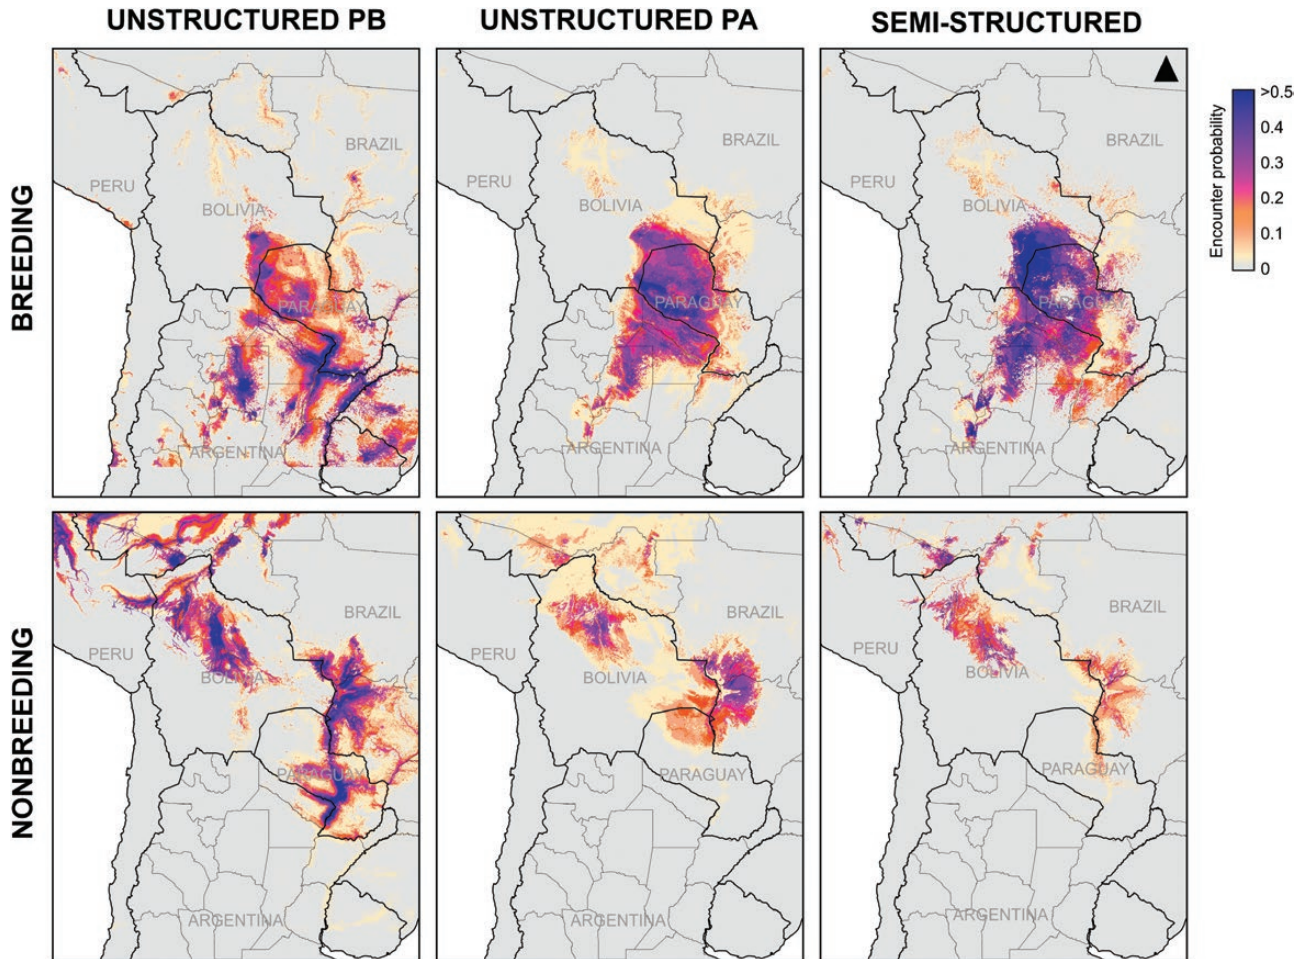 UNSTRUCTURED PB
UNSTRUCTURED PA
SEMI-STRUCTURED
BREEDING
BRAZIL
PERU
BOLIVIA
PARAGUAY
ARGENTINA
BRAZIL
PERU
BOLIVIA
PARAGUAY
ARGENTINA
BRAZIL
PERU
BOLIVIA
PARAGUAY
ARGENTINA
Encounter probability
>0.5
0.4
0.3
0.2
0.1
0
NONBREEDING
BRAZIL
PERU
BOLIVIA
PARAGUAY
ARGENTINA
BRAZIL
PERU
BOLIVIA
PARAGUAY
ARGENTINA
BRAZIL
PERU
BOLIVIA
PARAGUAY
ARGENTINA